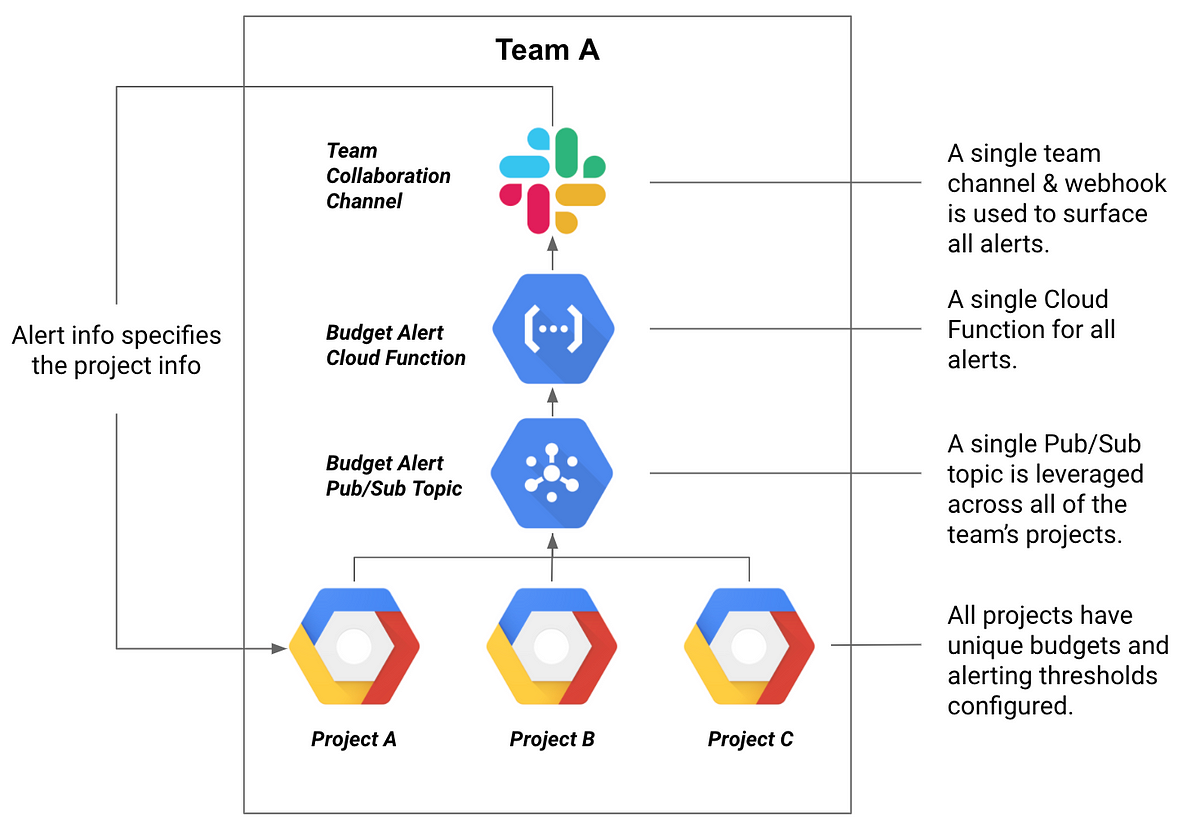 Team A
Team
Collaboration
Channel
A single team
channel & webhook
is used to surface
all alerts.
Budget Alert
Cloud Function
A single Cloud
Function for all
alerts.
Alert info specifies
the project info
Budget Alert
Pub/Sub Topic
A single Pub/Sub
topic is leveraged
across all of the
team’s projects.
All projects have
unique budgets and
alerting thresholds
configured.
Project A
Project B
Project C